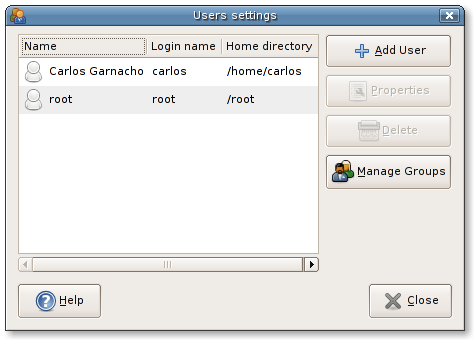 Users settings
Name Login name Home directory
Carlos Garnacho carlos /home/carlos
root root /root
Add User
Properties
Delete
Manage Groups
Help
Close